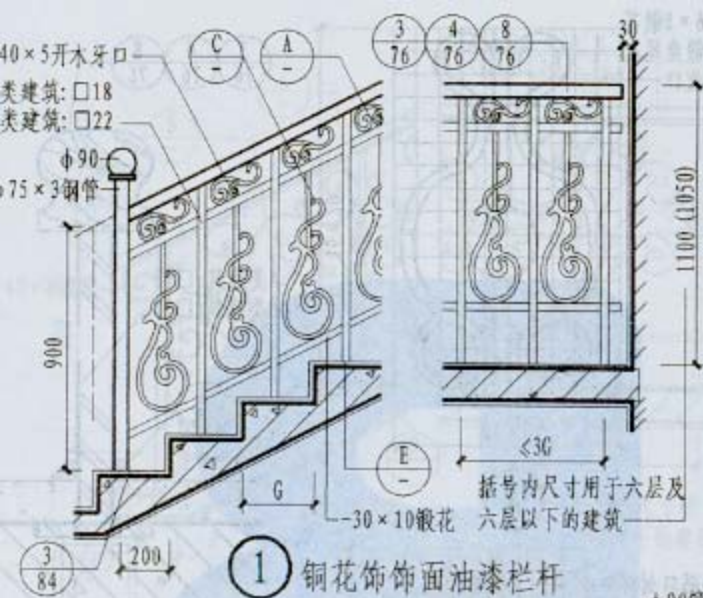 40×5开木牙口
类建筑:□18
类建筑:□22
ϕ90
ϕ75×3钢管
C
-
A
-
3
76
4
76
8
76
30
1100(1050)
900
E
-
≤3G
G
括号内尺寸用于六层及
六层以下的建筑
-30×10锻花
3
84
200
1 铜花饰饰面油漆栏杆